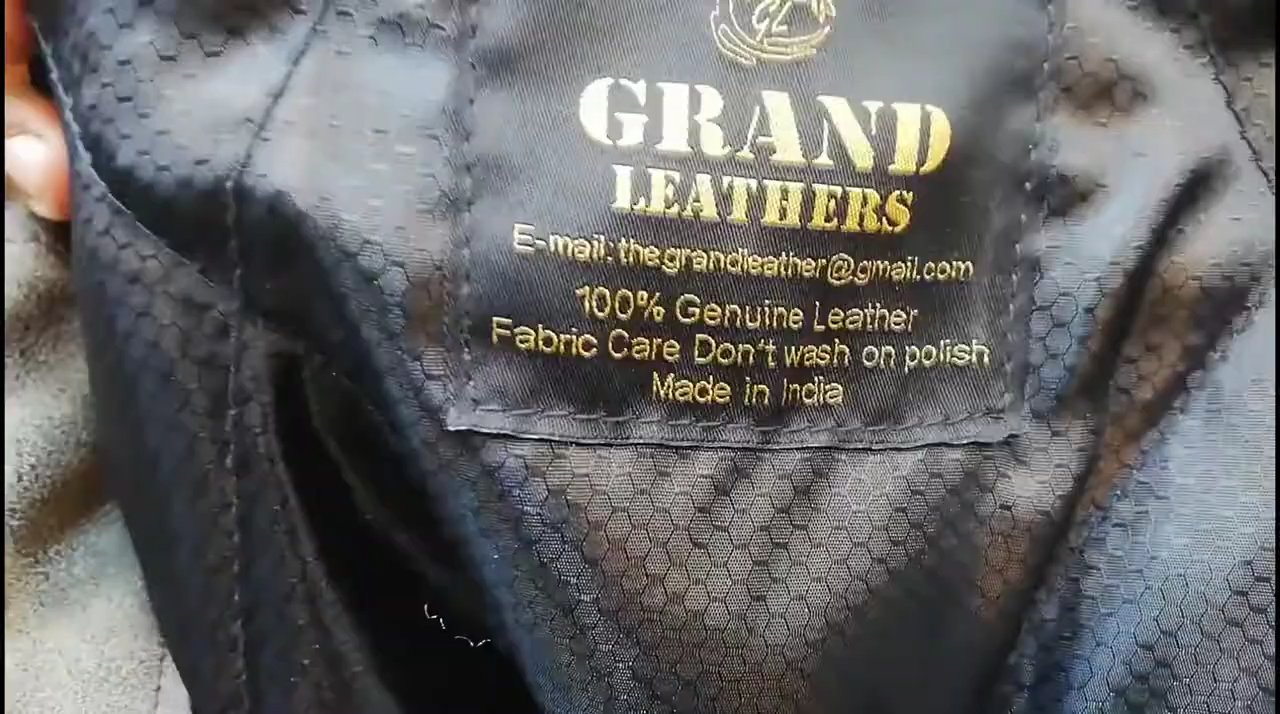 GRAND
LEATHERS
E-mail: thegrandleather@gmail.com
100% Genuine Leather
Fabric Care Don't wash on polish
Made in India